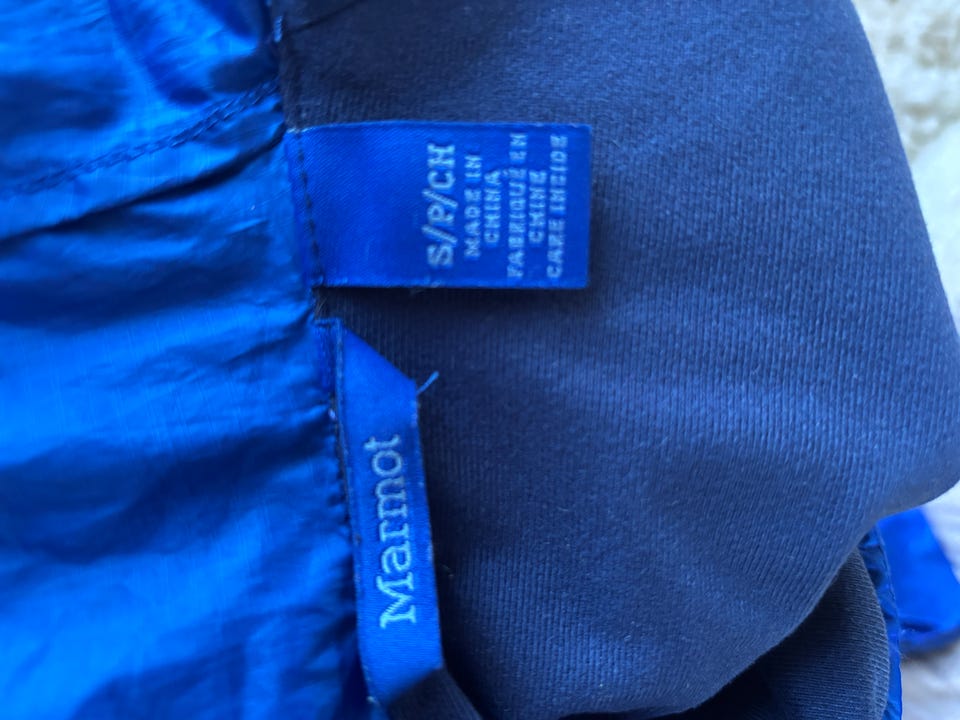 S/P/CH
MADE IN
CHINA
FABRIQUÉ EN
CHINE
CARE INSIDE
Marmot